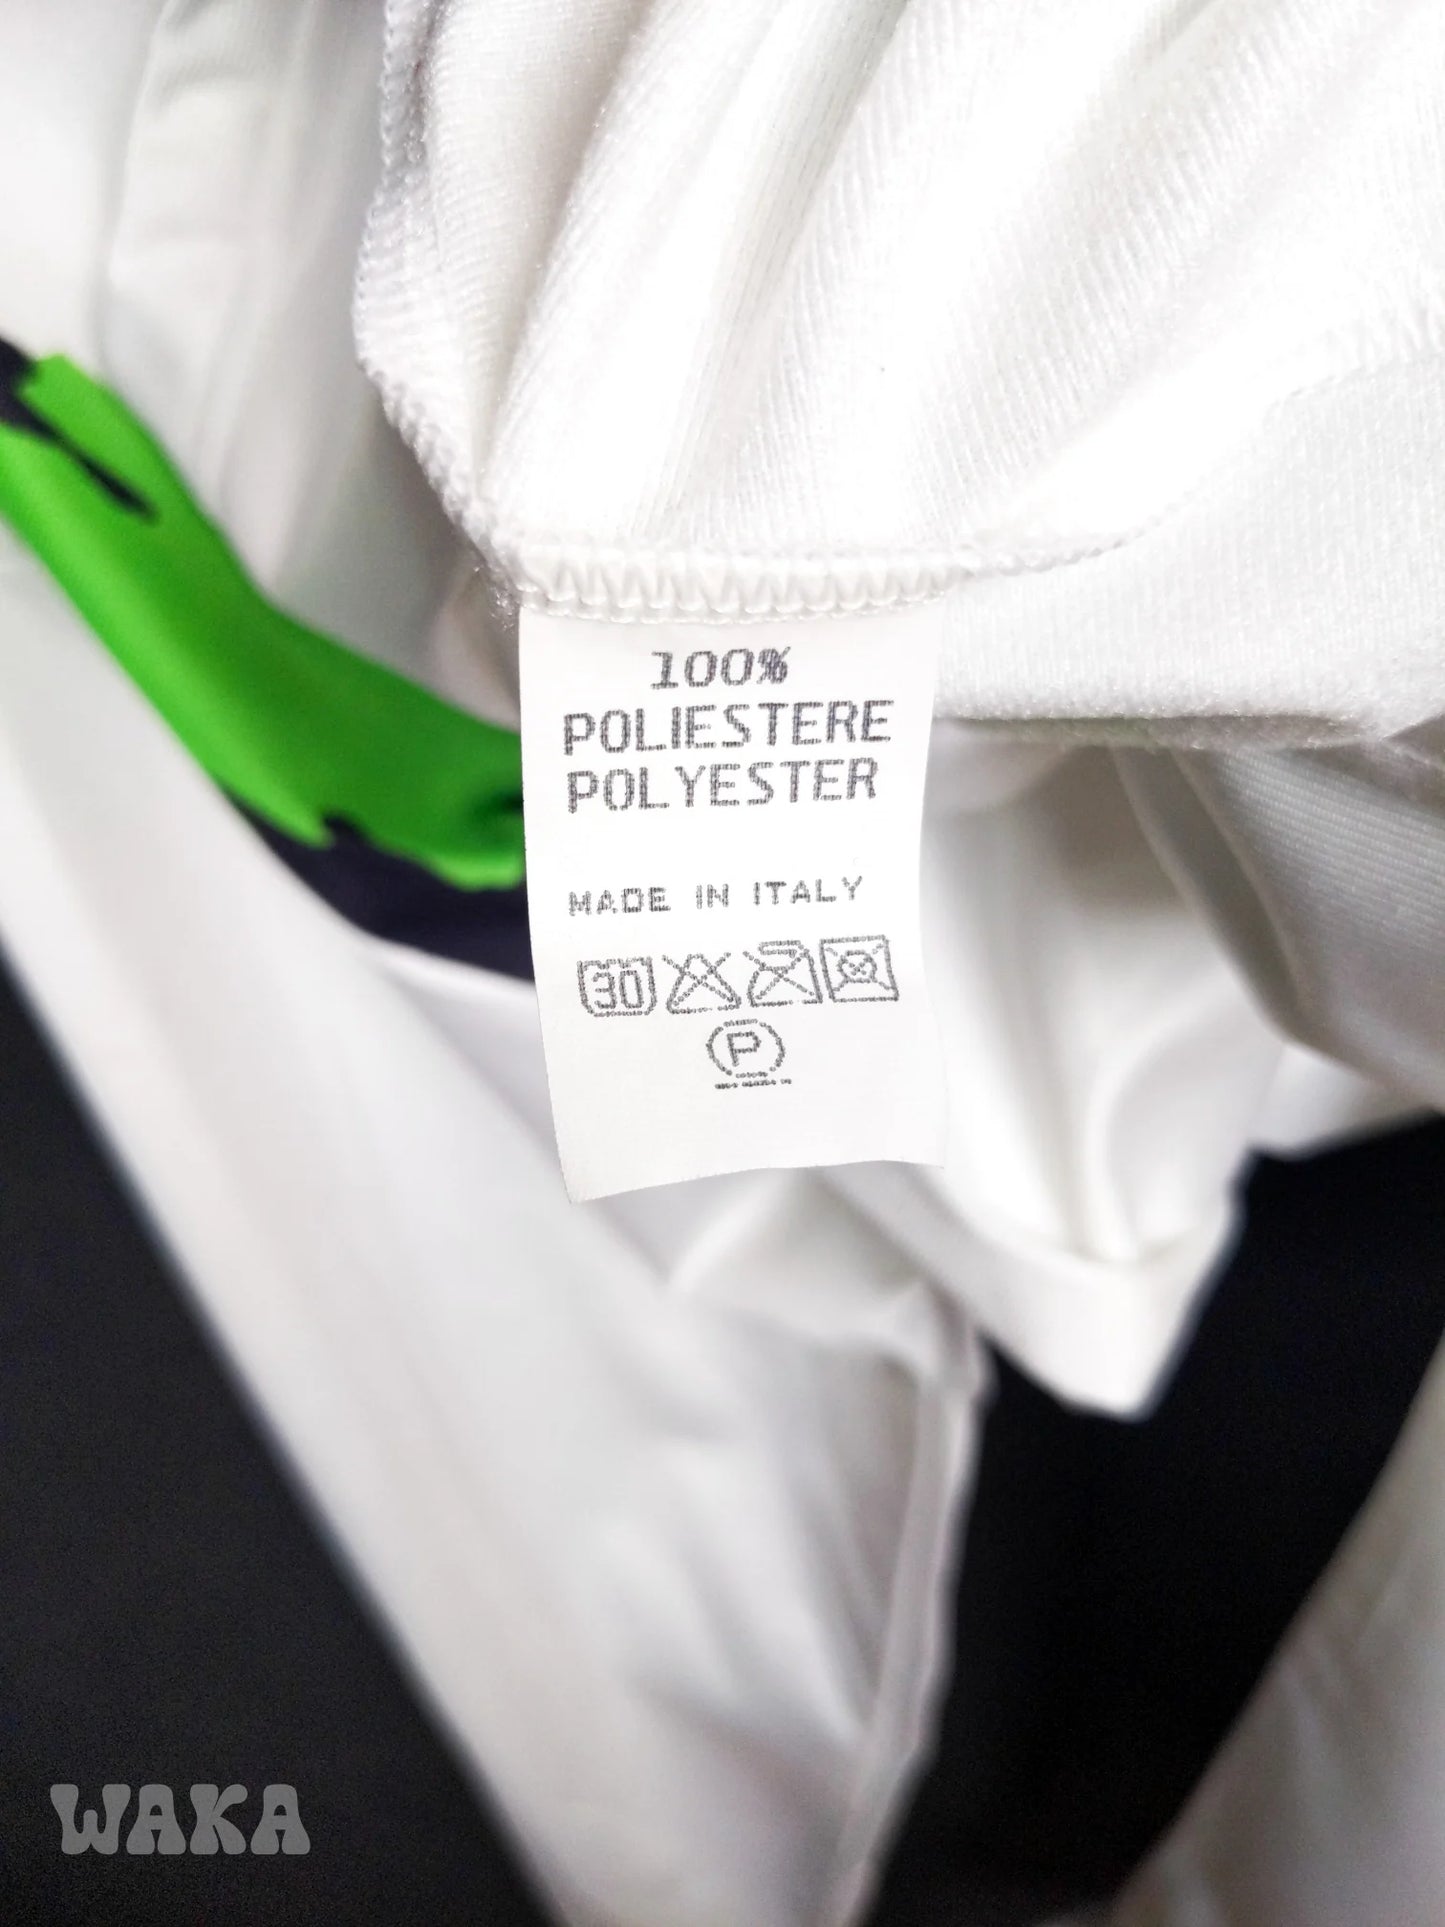 100%
POLIESTERE
POLYESTER
MADE IN ITALY
30
P
WAKA